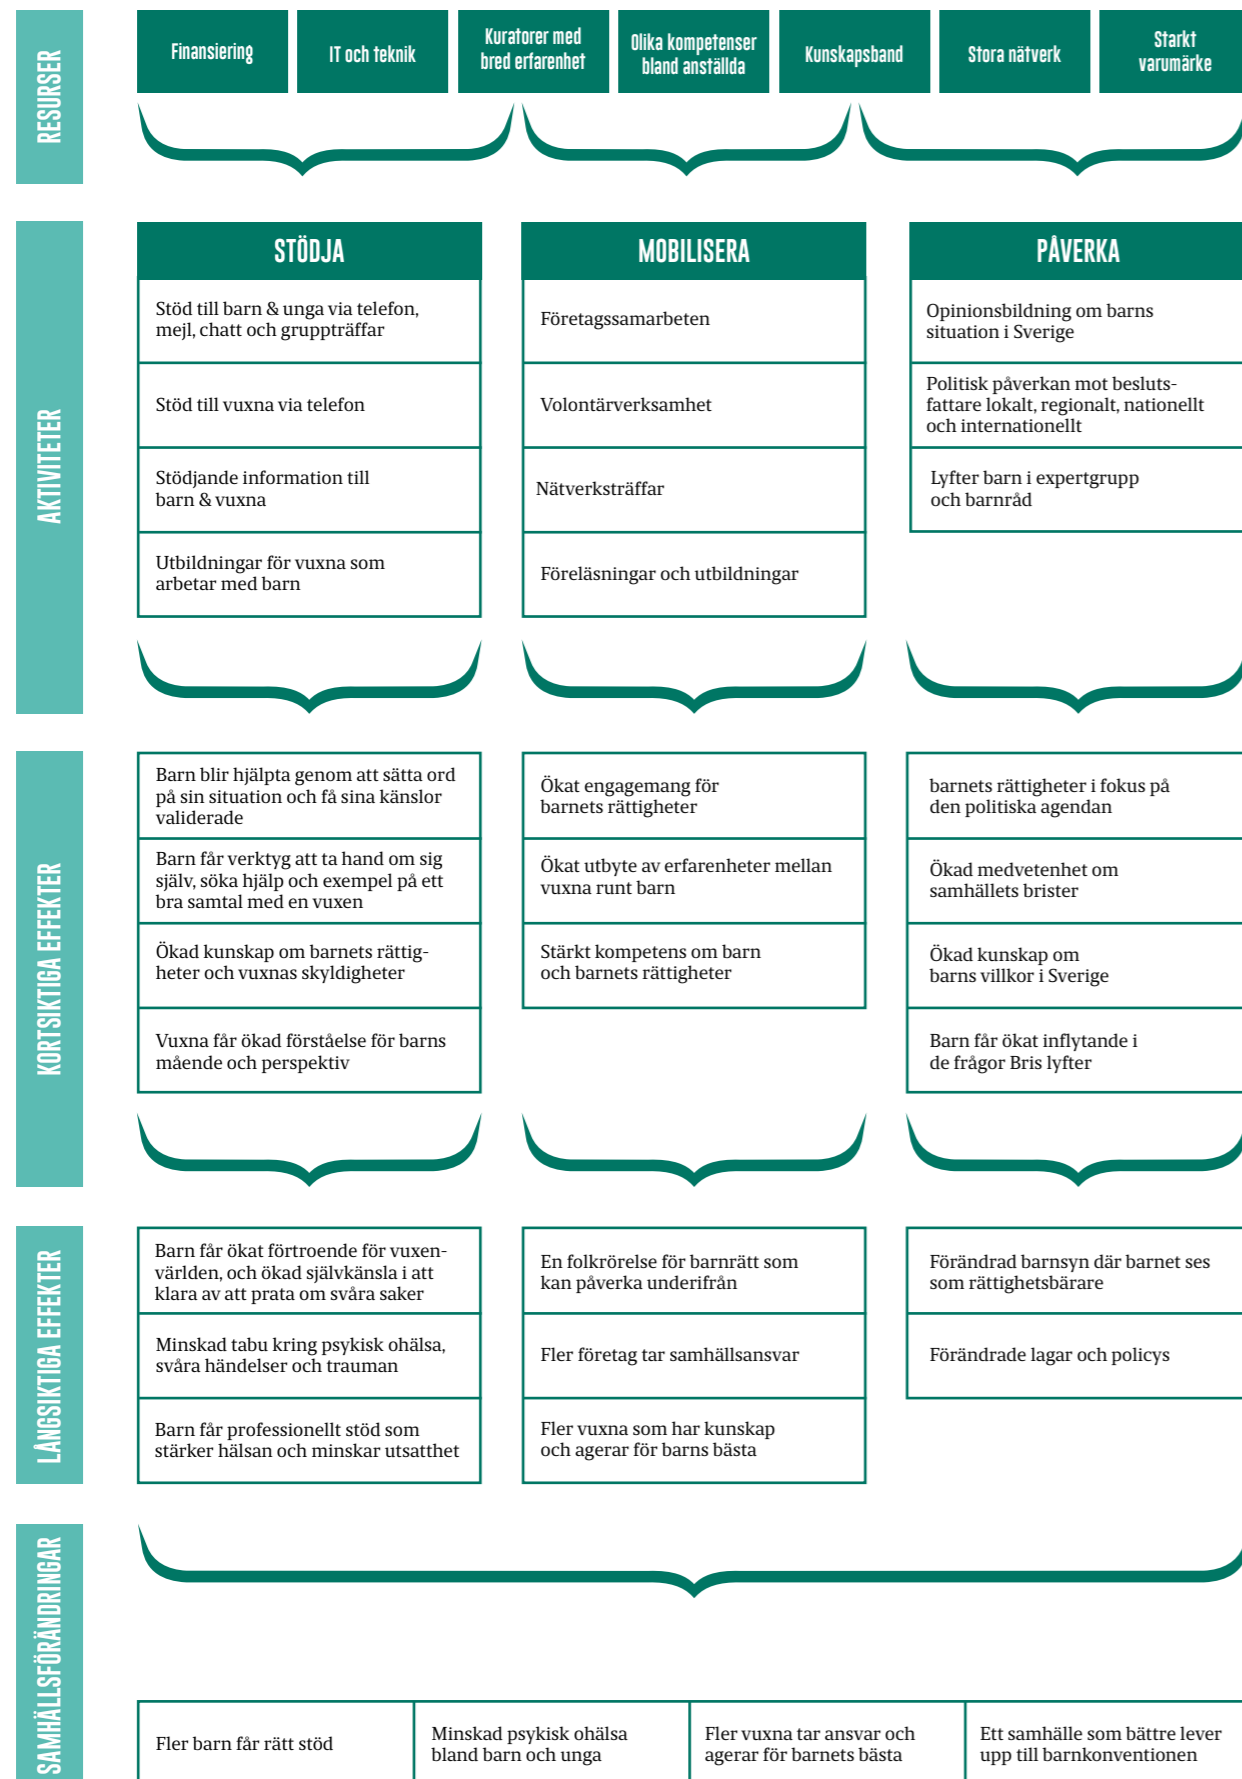 RESURSER
Finansiering
IT och teknik
Kuratorer med
bred erfarenhet
Olika kompetenser
bland anställda
Kunskapsband
Stora nätverk
Starkt
varumärke
AKTIVITETER
STÖDJA
Stöd till barn & unga via telefon,
mejl, chatt och gruppträffar
Stöd till vuxna via telefon
Stödjande information till
barn & vuxna
Utbildningar för vuxna som
arbetar med barn
MOBILISERA
Företagssamarbeten
Volontärverksamhet
Nätverksträffar
Föreläsningar och utbildningar
PÅVERKA
Opinionsbildning om barns
situation i Sverige
Politisk påverkan mot besluts-
fattare lokalt, regionalt, nationellt
och internationellt
Lyfter barn i expertgrupp
och barnråd
KORTSIKTIGA EFFEKTER
Barn blir hjälpta genom att sätta ord
på sin situation och få sina känslor
validerade
Barn får verktyg att ta hand om sig
själv, söka hjälp och exempel på ett
bra samtal med en vuxen
Ökad kunskap om barnets rättig-
heter och vuxnas skyldigheter
Vuxna får ökad förståelse för barns
mående och perspektiv
Ökat engagemang för
barnets rättigheter
Ökat utbyte av erfarenheter mellan
vuxna runt barn
Stärkt kompetens om barn
och barnets rättigheter
barnets rättigheter i fokus på
den politiska agendan
Ökad medvetenhet om
samhällets brister
Ökad kunskap om
barns villkor i Sverige
Barn får ökat inflytande i
de frågor Bris lyfter
LÅNGSIKTIGA EFFEKTER
Barn får ökat förtroende för vuxen-
världen, och ökad självkänsla i att
klara av att prata om svåra saker
Minskad tabu kring psykisk ohälsa,
svåra händelser och trauman
Barn får professionellt stöd som
stärker hälsan och minskar utsatthet
En folkrörelse för barnrätt som
kan påverka underifrån
Fler företag tar samhällsansvar
Fler vuxna som har kunskap
och agerar för barns bästa
Förändrad barnsyn där barnet ses
som rättighetsbärare
Förändrade lagar och policys
SAMHÄLLSFÖRÄNDRINGAR
Fler barn får rätt stöd
Minskad psykisk ohälsa
bland barn och unga
Fler vuxna tar ansvar och
agerar för barnets bästa
Ett samhälle som bättre lever
upp till barnkonventionen